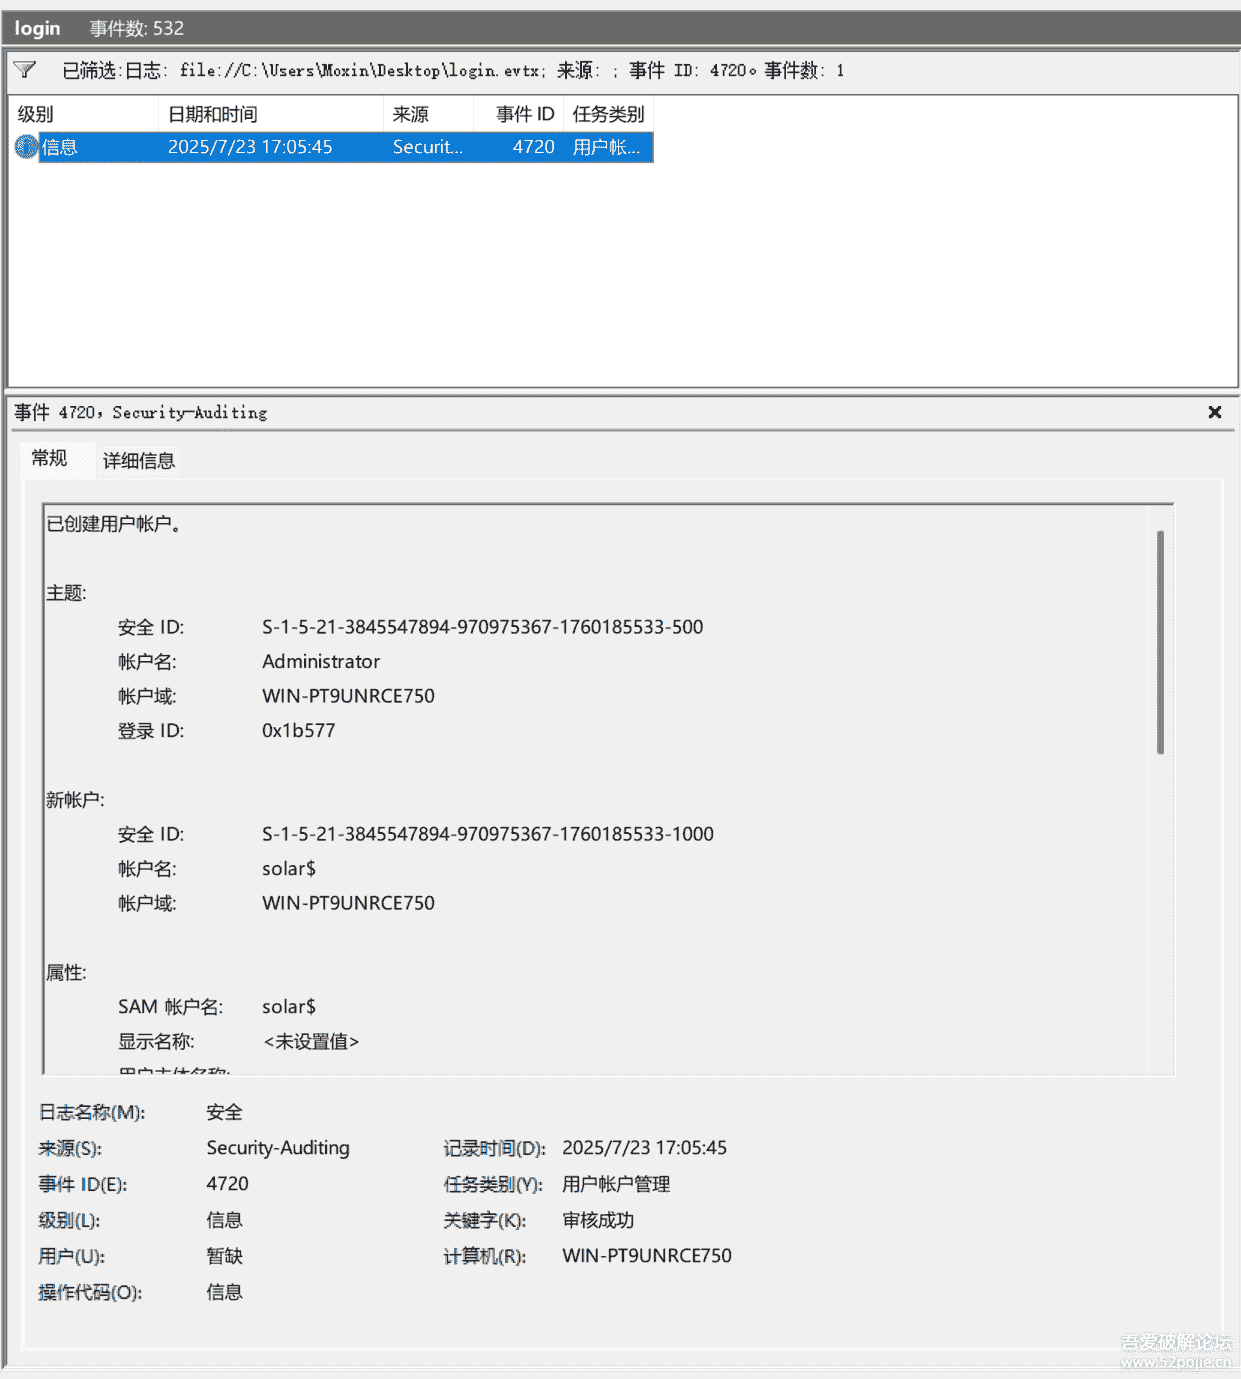 login 事件数: 532
已筛选:日志: file://C:\Users\Moxin\Desktop\login.evtx; 来源: ; 事件 ID: 4720。事件数: 1
级别 日期和时间 来源 事件 ID 任务类别
信息 2025/7/23 17:05:45 Securit... 4720 用户帐...
事件 4720，Security-Auditing
常规 详细信息
已创建用户帐户。
主题:
安全 ID: S-1-5-21-3845547894-970975367-1760185533-500
帐户名: Administrator
帐户域: WIN-PT9UNRCE750
登录 ID: 0x1b577
新帐户:
安全 ID: S-1-5-21-3845547894-970975367-1760185533-1000
帐户名: solar$
帐户域: WIN-PT9UNRCE750
属性:
SAM 帐户名: solar$
显示名称: <未设置值>
用户主体名称:
日志名称(M): 安全
来源(S): Security-Auditing 记录时间(D): 2025/7/23 17:05:45
事件 ID(E): 4720 任务类别(Y): 用户帐户管理
级别(L): 信息 关键字(K): 审核成功
用户(U): 暂缺 计算机(R): WIN-PT9UNRCE750
操作代码(O): 信息
吾爱破解论坛
www.52pojie.cn